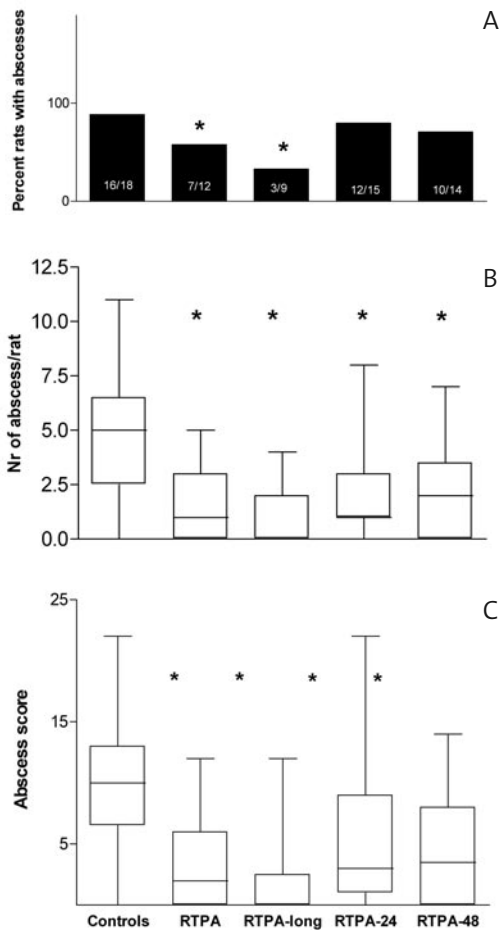 A
Percent rats with abscesses
100
0
16/18
7/12
3/9
12/15
10/14
*
*
B
Nr of abscess/rat
12.5
10.0
7.5
5.0
2.5
0.0
* * * *
C
Abscess score
25
15
5
* * * *
Controls RTPA RTPA-long RTPA-24 RTPA-48